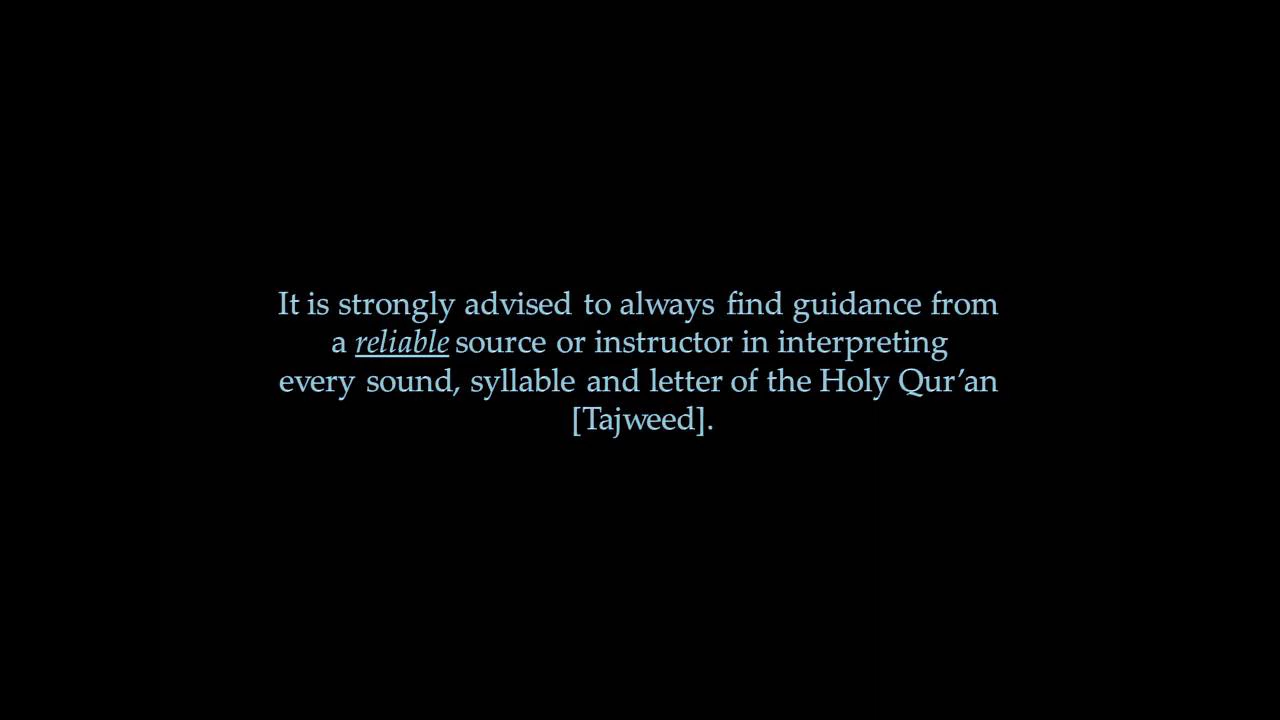 It is strongly advised to always find guidance from
a reliable source or instructor in interpreting
every sound, syllable and letter of the Holy Qur’an
[Tajweed].